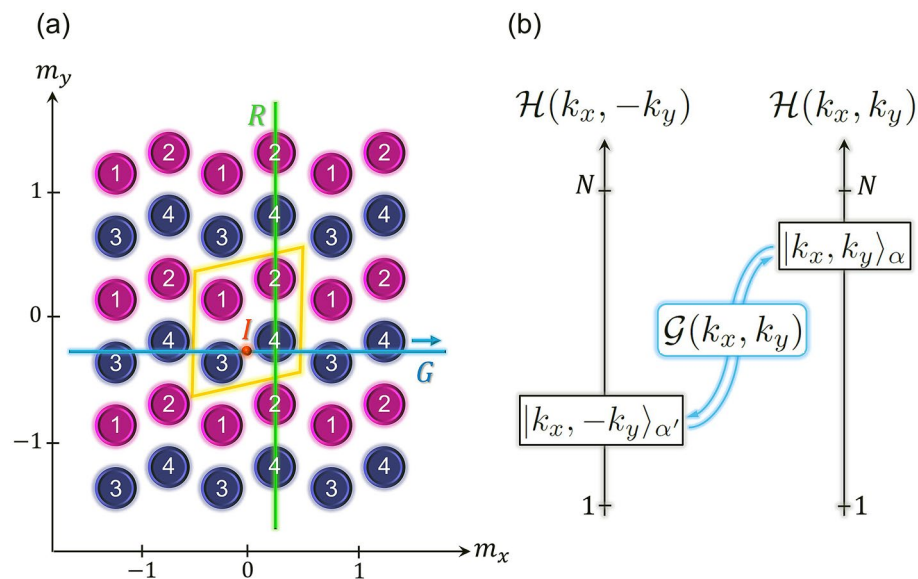 (a)
m_y
R
2 2 2
1 1 1
1
4 4 4
3 3 3
2 2 2
1 1 1
0
I
4 4 4
3 3 3
G
2 2 2
1 1 1
−1
4 4 4
3 3 3
−1 0 1
m_x
(b)
ℋ(k_x, −k_y) ℋ(k_x, k_y)
N N
|k_x, k_y⟩_α
𝒢(k_x, k_y)
|k_x, −k_y⟩_α′
1 1